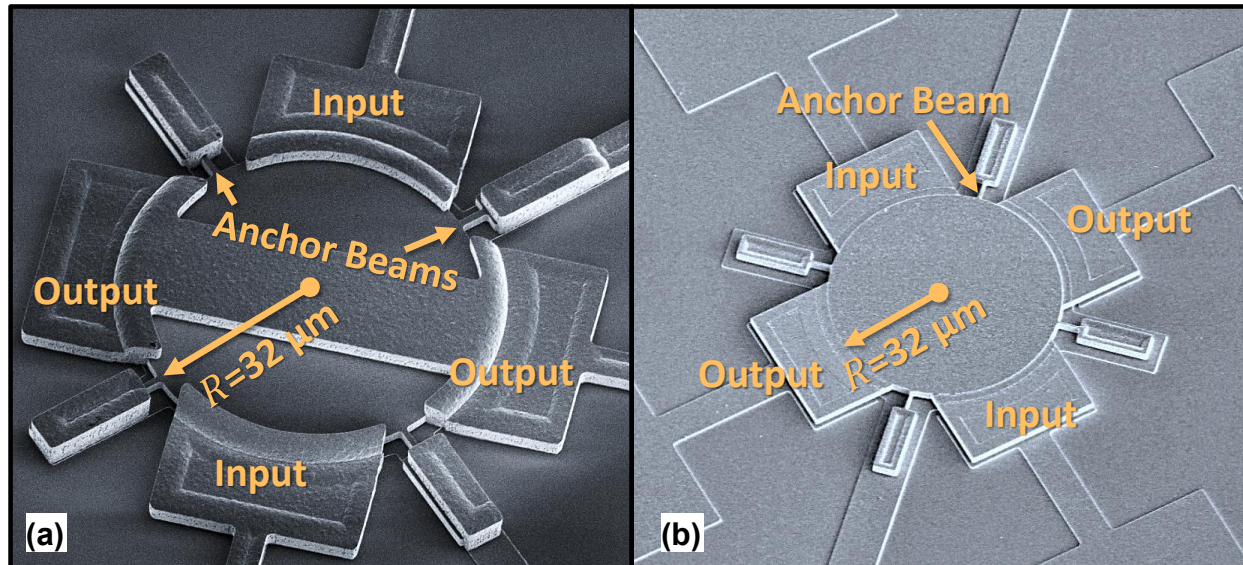 Input
Anchor Beams
Output
R=32 μm
Output
Input
(a)
Anchor Beam
Input
Output
Output
R=32 μm
Input
(b)